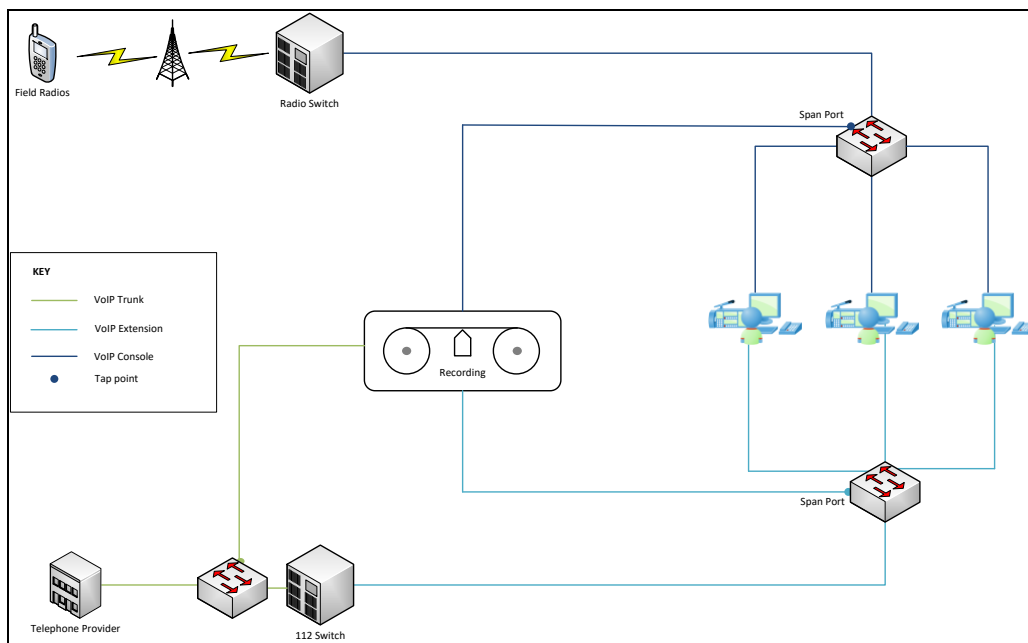 Field Radios
Radio Switch
Span Port
KEY
VoIP Trunk
VoIP Extension
VoIP Console
Tap point
Recording
Span Port
Telephone Provider
112 Switch